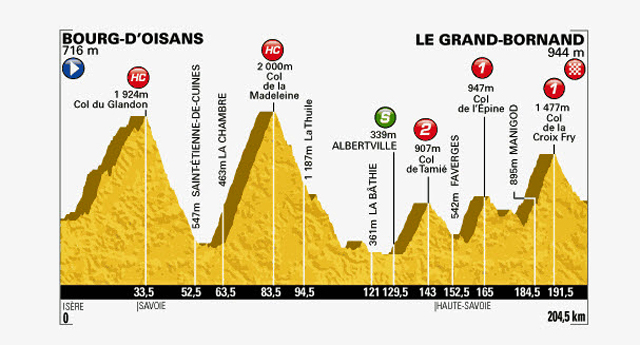 BOURG-D'OISANS
716 m
LE GRAND-BORNAND
944 m
HC
1 924m
Col du Glandon
547m SAINT-ÉTIENNE-DE-CUINES
463m LA CHAMBRE
HC
2 000m
Col
de la
Madeleine
1 187m La Thuile
S
339m
ALBERTVILLE
361m LA BÂTHIE
2
907m
Col
de Tamié
542m FAVERGES
1
947m
Col
de l'Épine
895m MANIGOD
1
1 477m
Col
de la
Croix Fry
33,5 52,5 63,5 83,5 94,5 121 129,5 143 152,5 165 184,5 191,5
ISÈRE |SAVOIE |HAUTE-SAVOIE
0 204,5 km